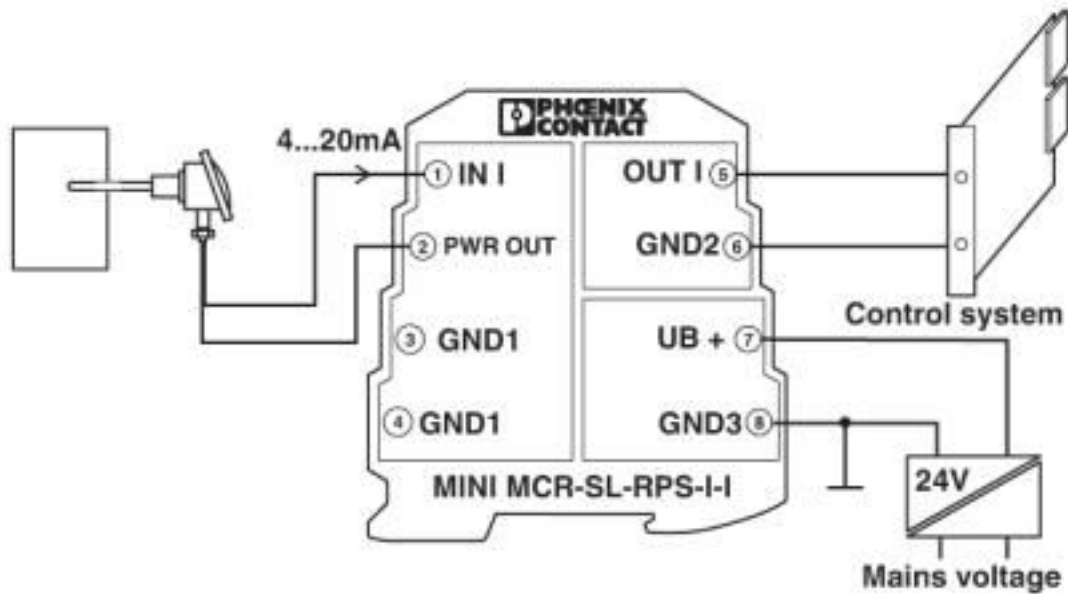 PHŒNIX
CONTACT
4...20mA
1 IN I
OUT I 5
2 PWR OUT
GND2 6
Control system
3 GND1
UB + 7
4 GND1
GND3 8
24V
MINI MCR-SL-RPS-I-I
Mains voltage